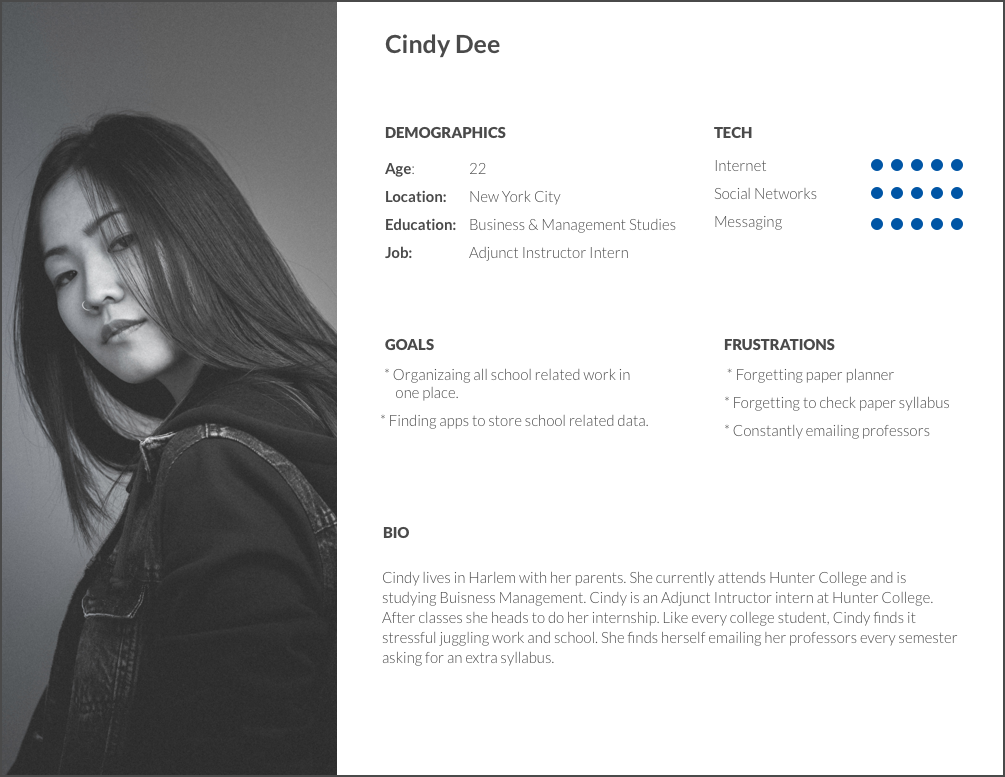 Cindy Dee
DEMOGRAPHICS
Age: 22
Location: New York City
Education: Business & Management Studies
Job: Adjunct Instructor Intern
TECH
Internet
Social Networks
Messaging
GOALS
* Organizaing all school related work in
one place.
* Finding apps to store school related data.
FRUSTRATIONS
* Forgetting paper planner
* Forgetting to check paper syllabus
* Constantly emailing professors
BIO
Cindy lives in Harlem with her parents. She currently attends Hunter College and is
studying Buisness Management. Cindy is an Adjunct Intructor intern at Hunter College.
After classes she heads to do her internship. Like every college student, Cindy finds it
stressful juggling work and school. She finds herself emailing her professors every semester
asking for an extra syllabus.